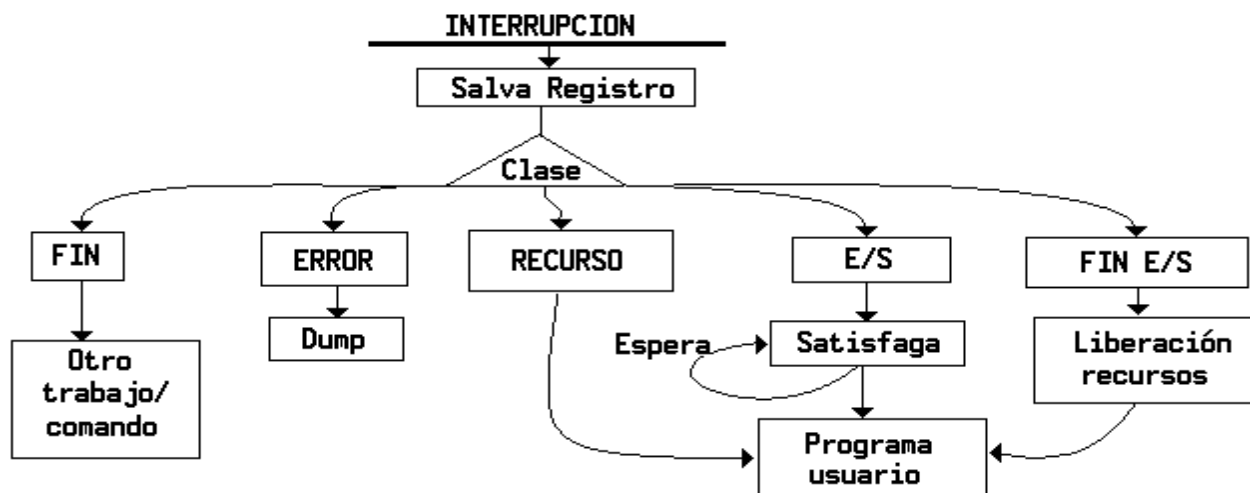 INTERRUPCION
Salva Registro
Clase
FIN
ERROR
RECURSO
E/S
FIN E/S
Otro
trabajo/
comando
Dump
Espera
Satisfaga
Liberación
recursos
Programa
usuario